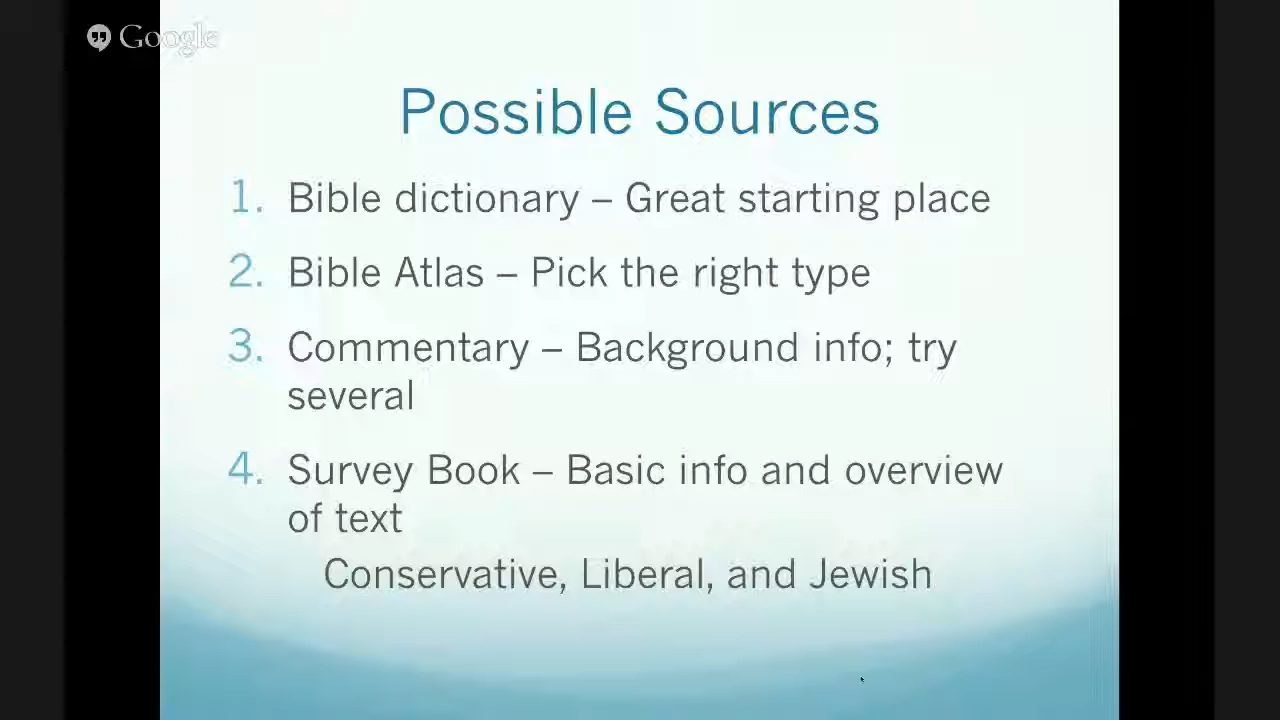 Google
Possible Sources
1. Bible dictionary – Great starting place
2. Bible Atlas – Pick the right type
3. Commentary – Background info; try
several
4. Survey Book – Basic info and overview
of text
Conservative, Liberal, and Jewish